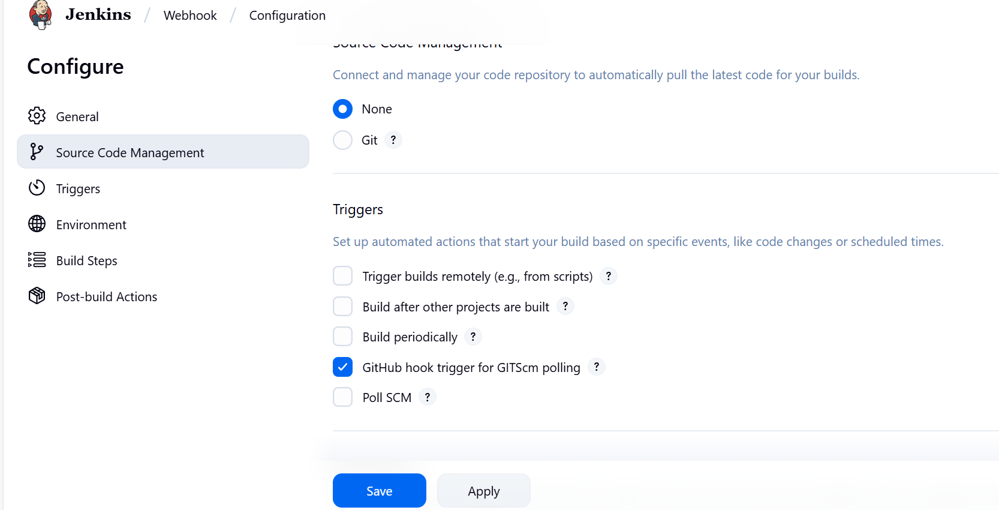 Jenkins / Webhook / Configuration
Configure
General
Source Code Management
Triggers
Environment
Build Steps
Post-build Actions
Source Code Management
Connect and manage your code repository to automatically pull the latest code for your builds.
None
Git ?
Triggers
Set up automated actions that start your build based on specific events, like code changes or scheduled times.
Trigger builds remotely (e.g., from scripts) ?
Build after other projects are built ?
Build periodically ?
GitHub hook trigger for GITScm polling ?
Poll SCM ?
Save Apply